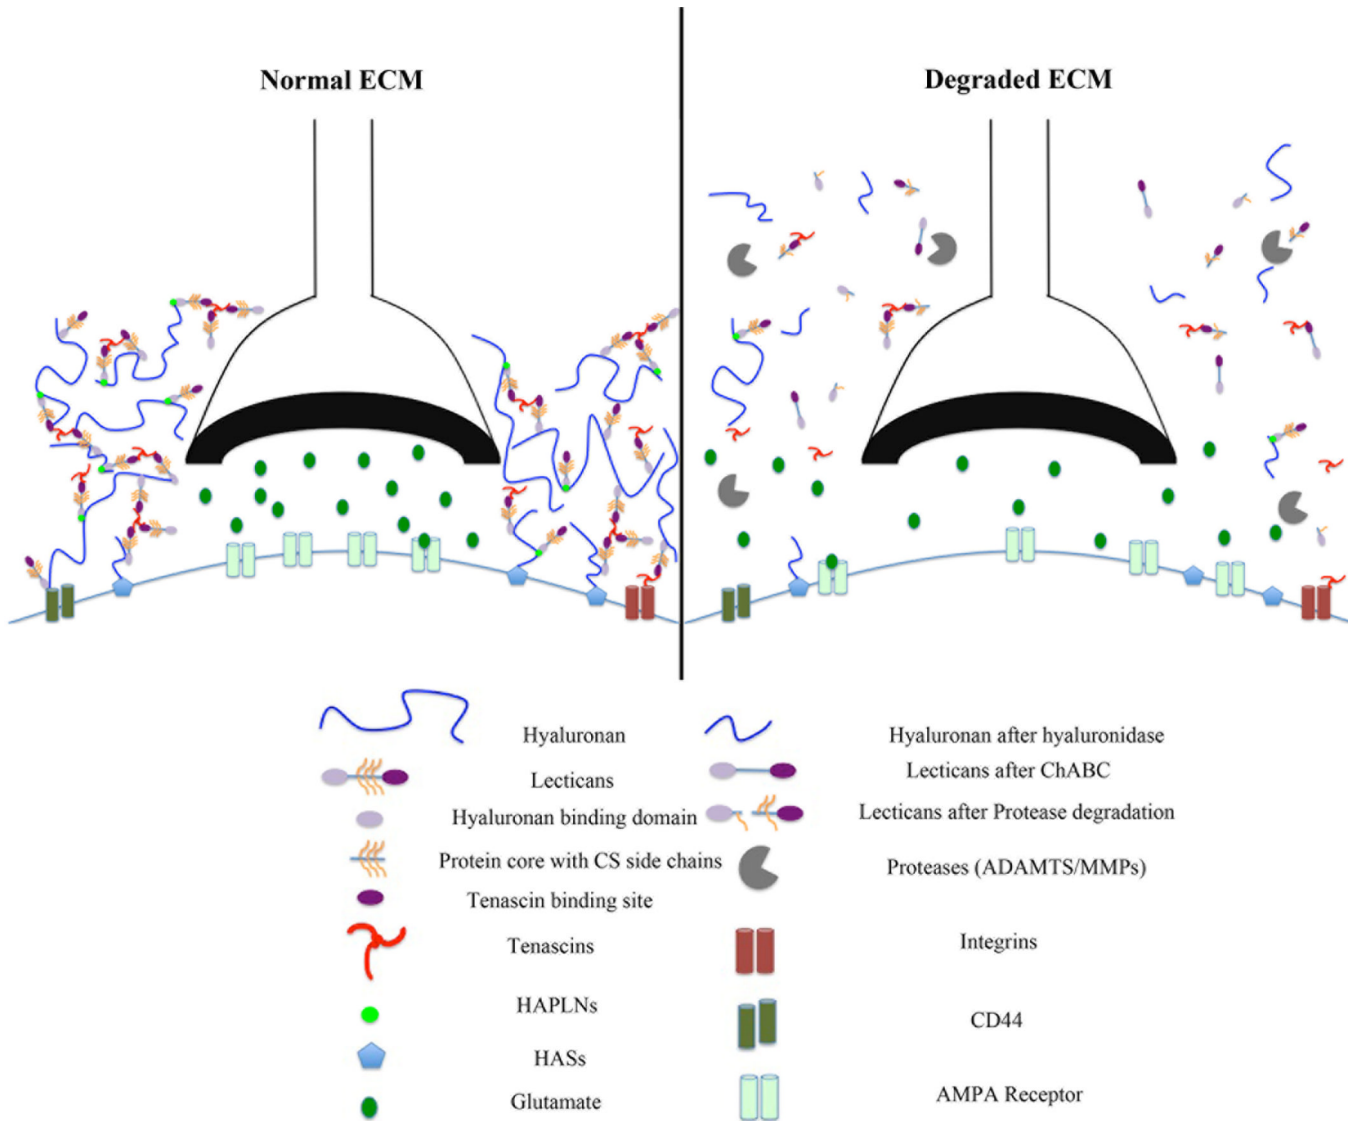 Normal ECM
Degraded ECM
Hyaluronan
Lecticans
Hyaluronan binding domain
Protein core with CS side chains
Tenascin binding site
Tenascins
HAPLNs
HASs
Glutamate
Hyaluronan after hyaluronidase
Lecticans after ChABC
Lecticans after Protease degradation
Proteases (ADAMTS/MMPs)
Integrins
CD44
AMPA Receptor